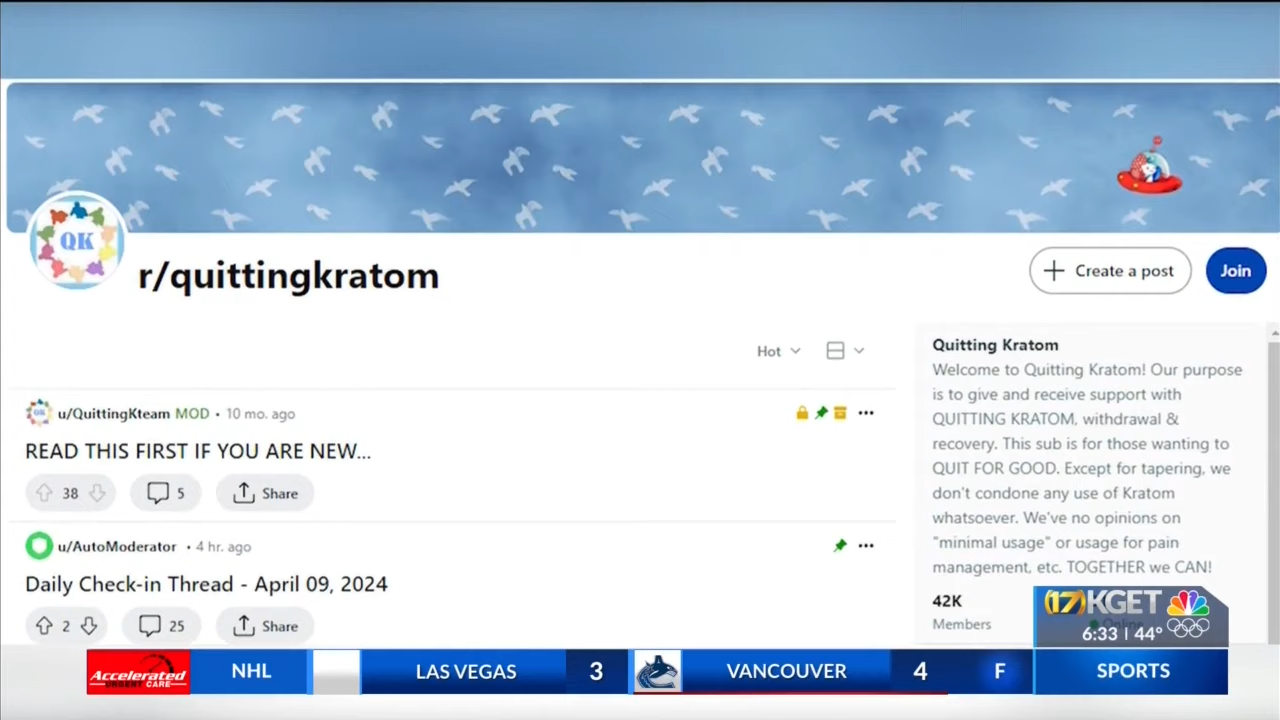 QK
r/quittingkratom
Create a post
Join
Hot
u/QuittingKteam MOD • 10 mo. ago
READ THIS FIRST IF YOU ARE NEW...
38
5
Share
u/AutoModerator • 4 hr. ago
Daily Check-in Thread - April 09, 2024
2
25
Share
Quitting Kratom
Welcome to Quitting Kratom! Our purpose
is to give and receive support with
QUITTING KRATOM, withdrawal &
recovery. This sub is for those wanting to
QUIT FOR GOOD. Except for tapering, we
don't condone any use of Kratom
whatsoever. We've no opinions on
"minimal usage" or usage for pain
management, etc. TOGETHER we CAN!
42K
Members
Online
17 KGET
6:33 | 44°
Accelerated
URGENT CARE
NHL
LAS VEGAS 3
VANCOUVER 4 F
SPORTS